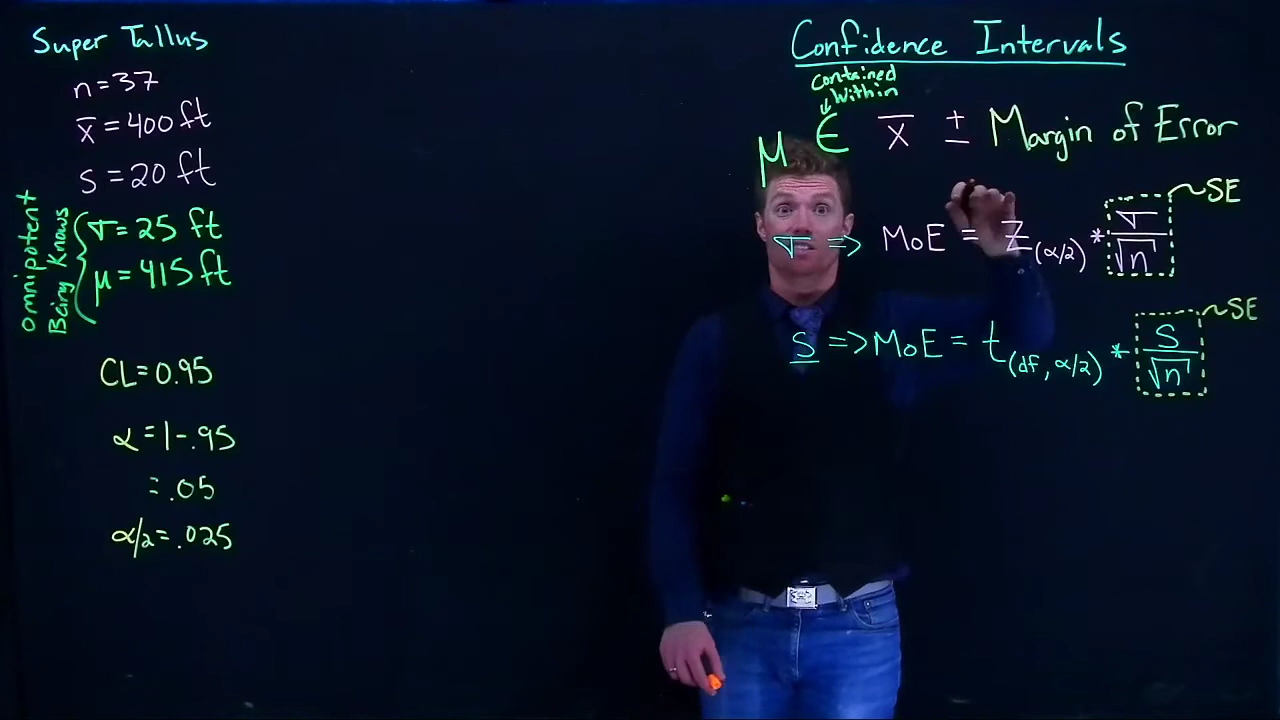 Super Tallus
n=37
x̄ = 400 ft
s = 20 ft
Omnipotent
Being Knows
σ = 25 ft
μ = 415 ft
CL=0.95
α = 1-.95
= .05
α/2 = .025
Confidence Intervals
Contained
Within
μ ∈ x̄ ± Margin of Error
σ => MoE = Z(α/2) * σ/√n ~SE
s => MoE = t(df, α/2) * s/√n ~SE